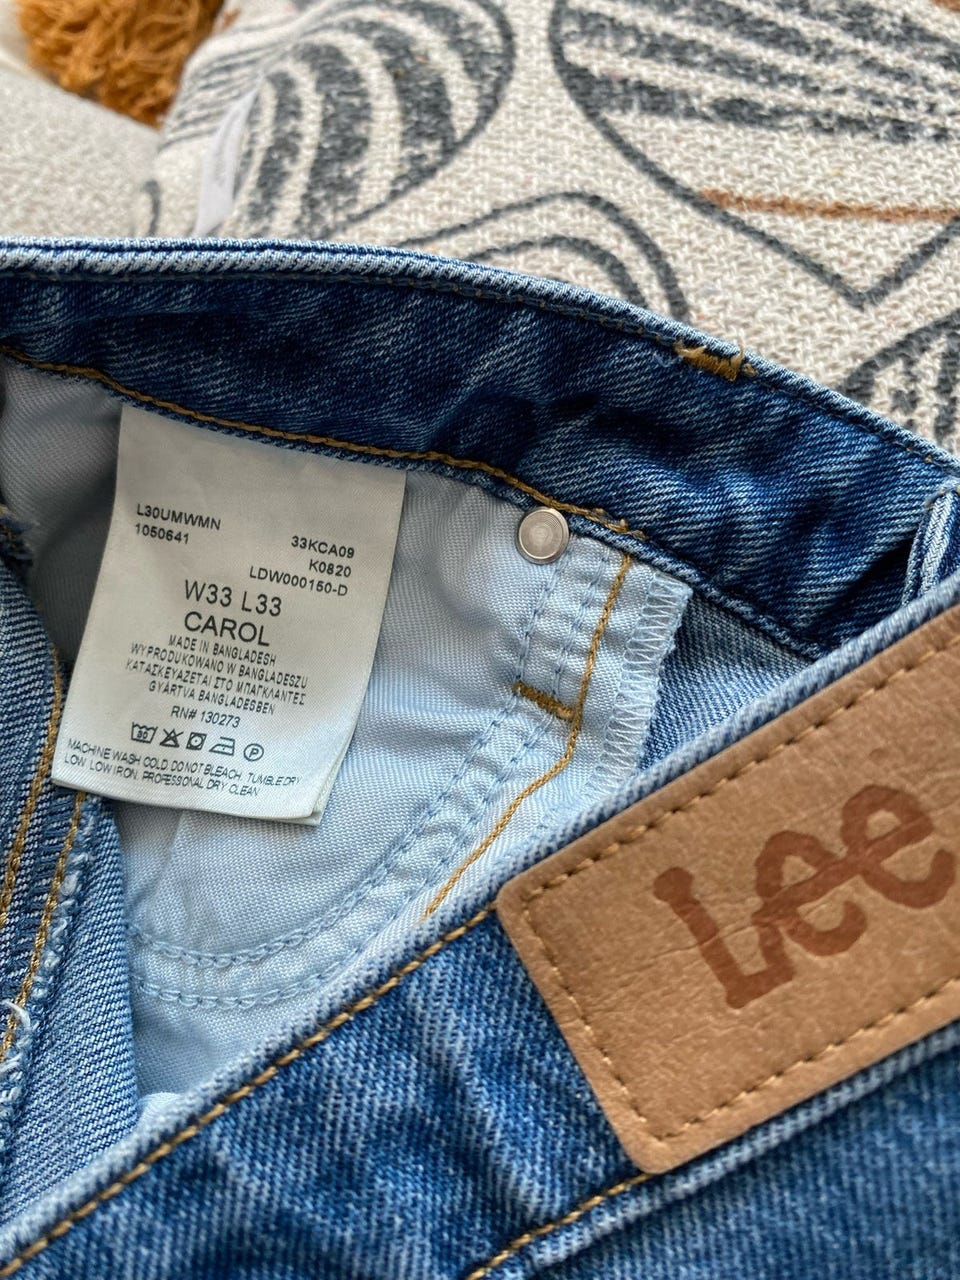 L30UMWMN
1050641
33KCA09
K0820
LDW000150-D
W33 L33
CAROL
MADE IN BANGLADESH
WYPRODUKOWANO W BANGLADESZU
ΚΑΤΑΣΚΕΥΑΖΕΤΑΙ ΣΤΟ ΜΠΑΓΚΛΑΝΤΕΣ
GYÁRTVA BANGLADESBEN
RN# 130273
30
P
MACHINE WASH COLD. DO NOT BLEACH. TUMBLE DRY
LOW. LOW IRON. PROFESSIONAL DRY CLEAN
Lee